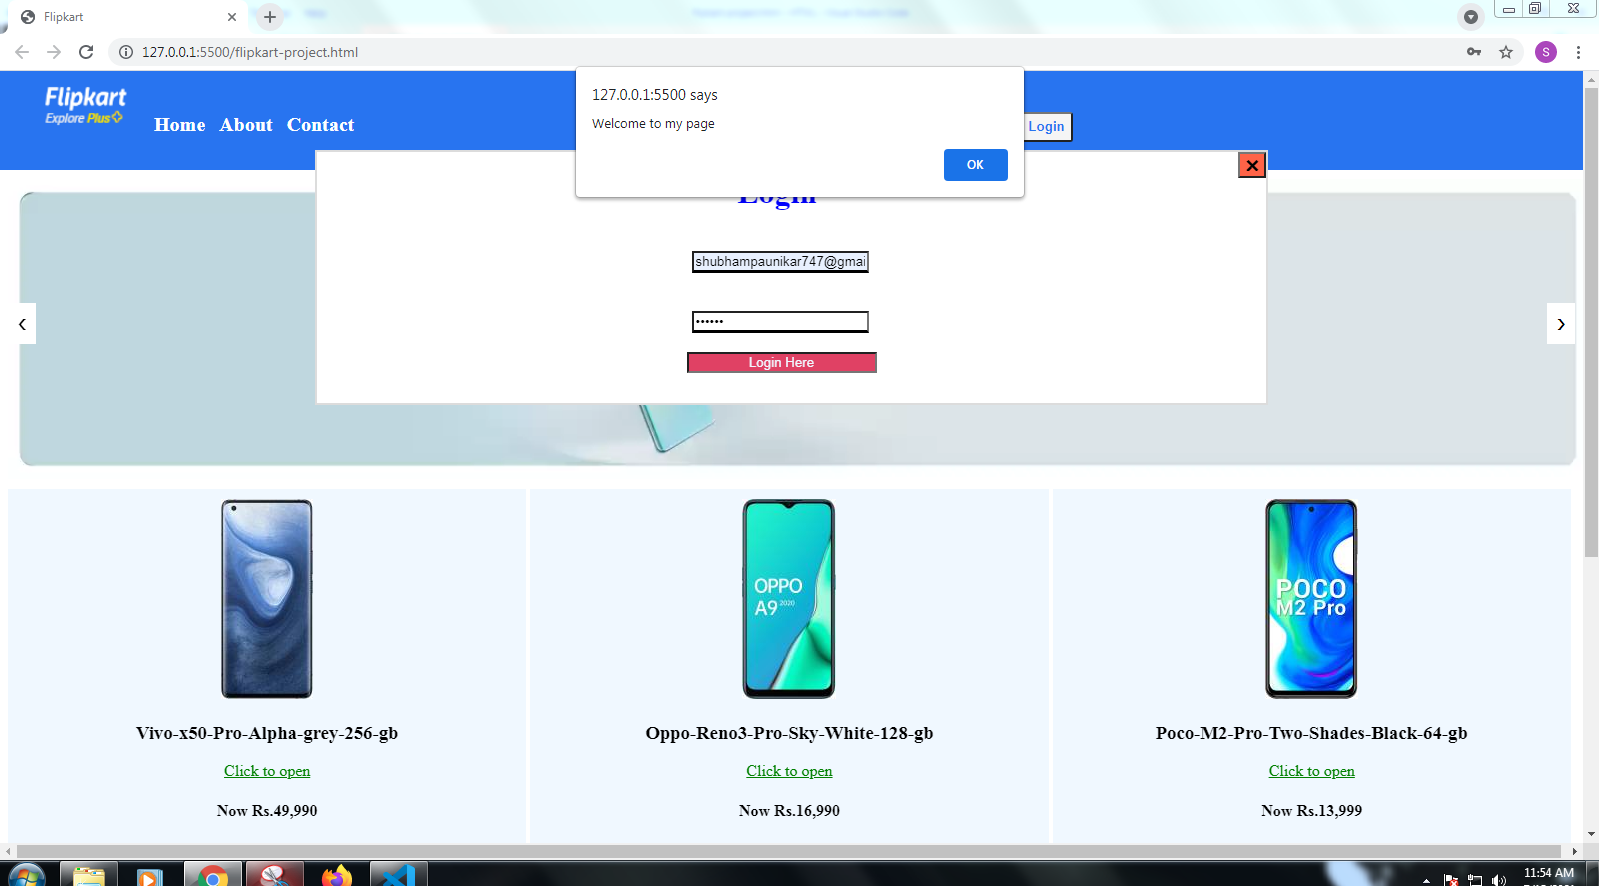 Flipkart
127.0.0.1:5500/flipkart-project.html
S
127.0.0.1:5500 says
Welcome to my page
OK
Flipkart
Explore Plus
Home About Contact
Login
Login
shubhampaunikar747@gmai
Login Here
OPPO
A9 2020
POCO
M2 Pro
Vivo-x50-Pro-Alpha-grey-256-gb
Oppo-Reno3-Pro-Sky-White-128-gb
Poco-M2-Pro-Two-Shades-Black-64-gb
Click to open
Click to open
Click to open
Now Rs.49,990
Now Rs.16,990
Now Rs.13,999
11:54 AM